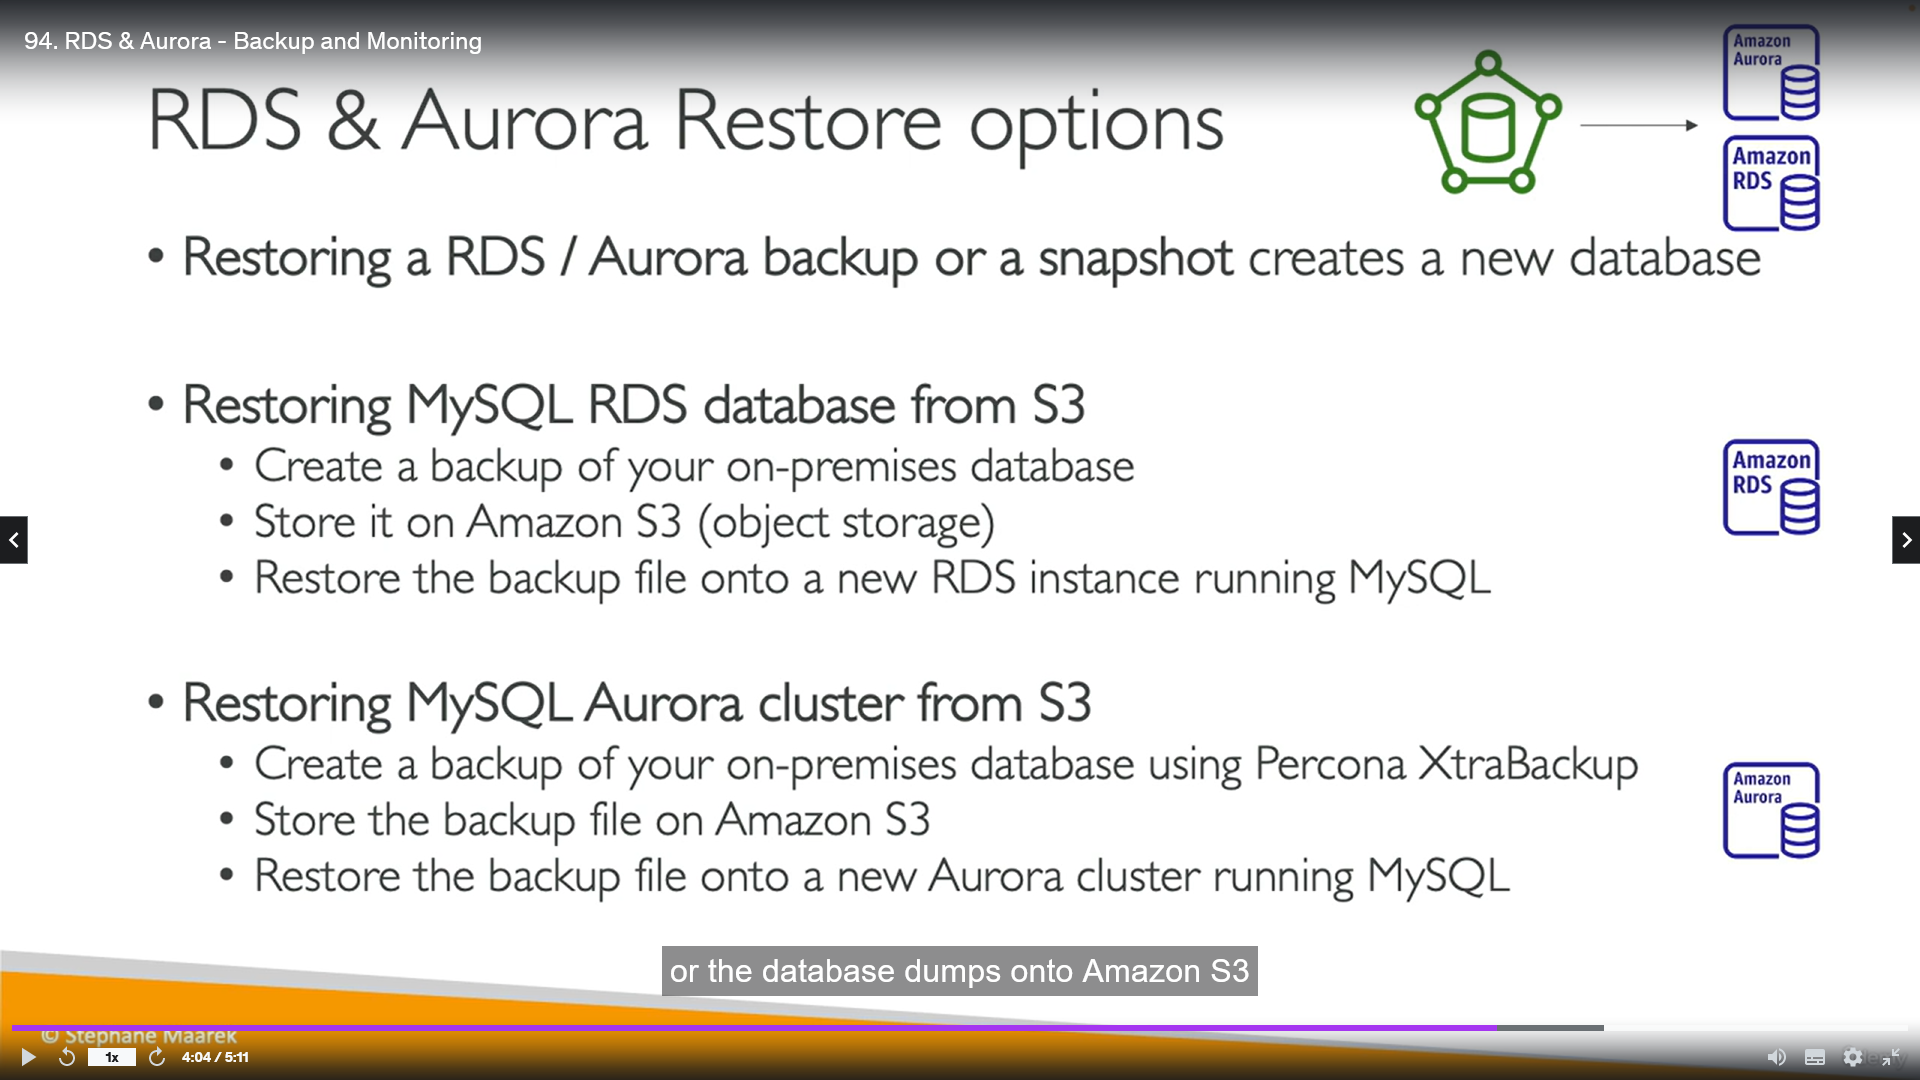 94. RDS & Aurora - Backup and Monitoring
Amazon
Aurora
RDS & Aurora Restore options
Amazon
RDS
• Restoring a RDS / Aurora backup or a snapshot creates a new database
• Restoring MySQL RDS database from S3
• Create a backup of your on-premises database
Amazon
RDS
• Store it on Amazon S3 (object storage)
• Restore the backup file onto a new RDS instance running MySQL
• Restoring MySQL Aurora cluster from S3
• Create a backup of your on-premises database using Percona XtraBackup
Amazon
Aurora
• Store the backup file on Amazon S3
• Restore the backup file onto a new Aurora cluster running MySQL
or the database dumps onto Amazon S3
© Stephane Maarek
1x
4:04 / 5:11